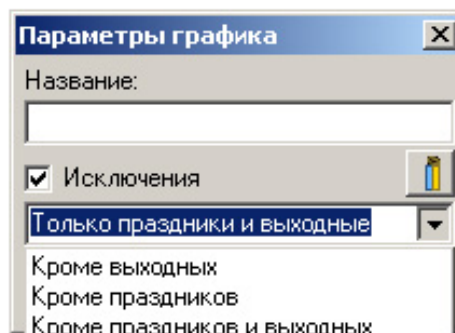 Параметры графика
Название:
Исключения
Только праздники и выходные
Кроме выходных
Кроме праздников
Кроме праздников и выходных